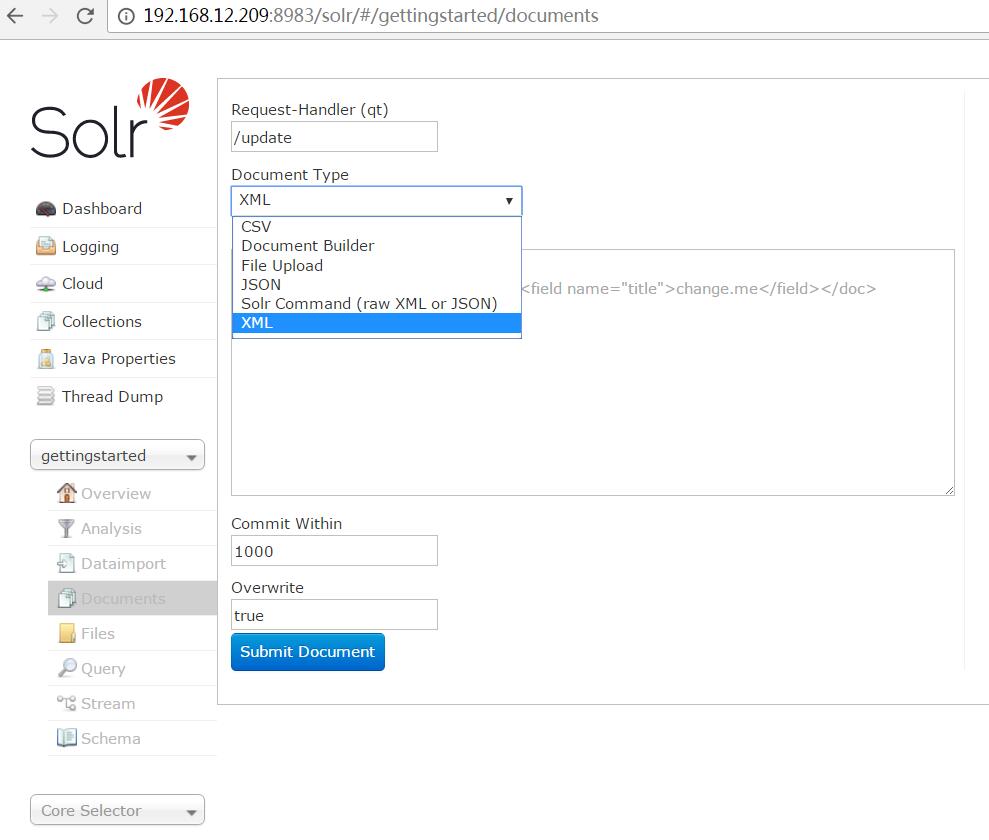 192.168.12.209:8983/solr/#/gettingstarted/documents
Solr
Dashboard
Logging
Cloud
Collections
Java Properties
Thread Dump
gettingstarted
Overview
Analysis
Dataimport
Documents
Files
Query
Stream
Schema
Core Selector
Request-Handler (qt)
/update
Document Type
XML
CSV
Document Builder
File Upload
JSON
Solr Command (raw XML or JSON)
XML
<field name="title">change.me</field></doc>
Commit Within
1000
Overwrite
true
Submit Document